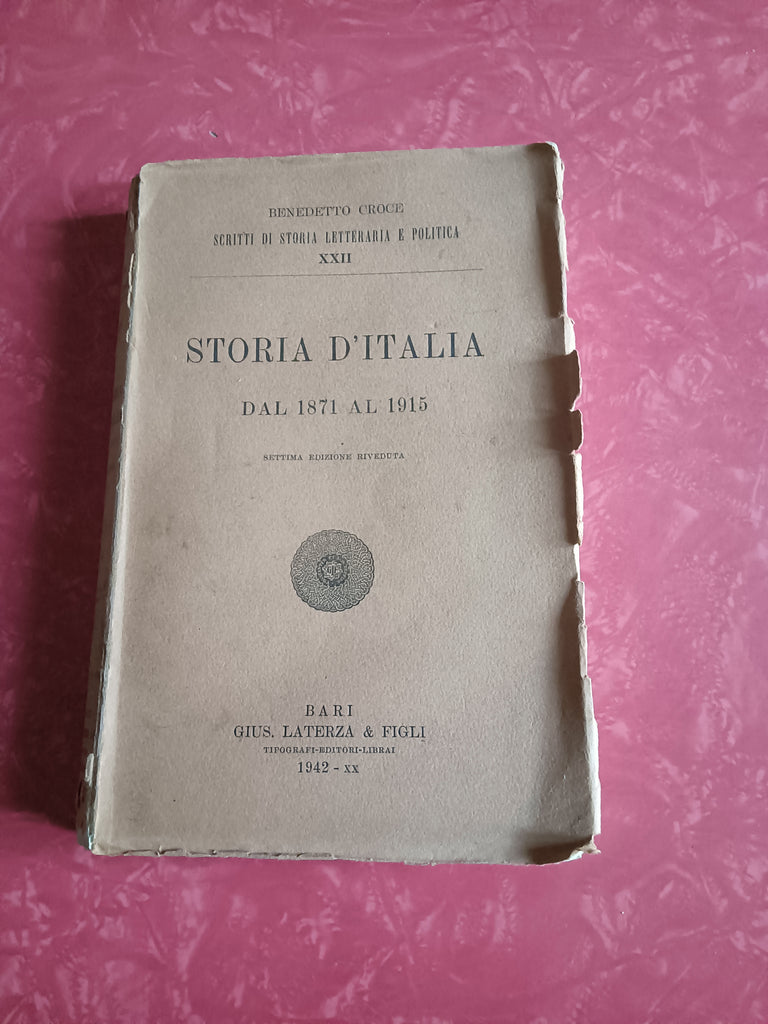 BENEDETTO CROCE
SCRITTI DI STORIA LETTERARIA E POLITICA
XXII
STORIA D'ITALIA
DAL 1871 AL 1915
SETTIMA EDIZIONE RIVEDUTA
BARI
GIUS. LATERZA & FIGLI
TIPOGRAFI-EDITORI-LIBRAI
1942 - XX